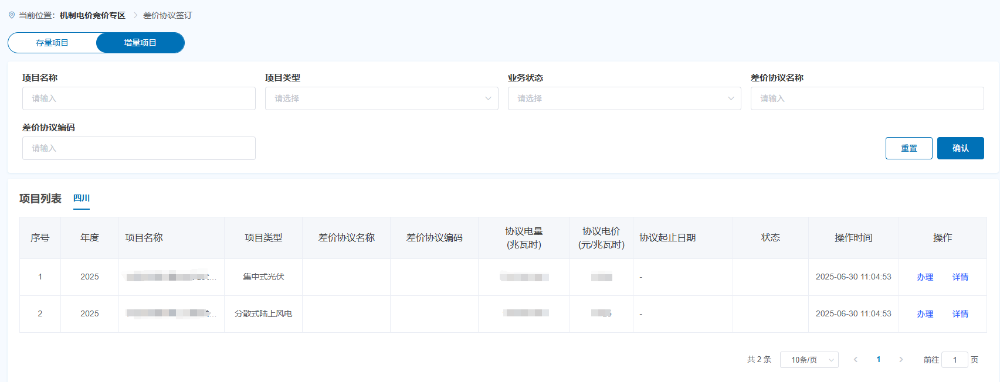 当前位置: 机制电价竞价专区 > 差价协议签订
存量项目 增量项目
项目名称 项目类型 业务状态 差价协议名称
请输入 请选择 请选择 请输入
差价协议编码
请输入 重置 确认
项目列表 四川
序号 年度 项目名称 项目类型 差价协议名称 差价协议编码 协议电量 (兆瓦时) 协议电价 (元/兆瓦时) 协议起止日期 状态 操作时间 操作
1 2025 ... 集中式光伏 - 2025-06-30 11:04:53 办理 详情
2 2025 ... 分散式陆上风电 - 2025-06-30 11:04:53 办理 详情
共 2 条 10条/页 < 1 > 前往 1 页